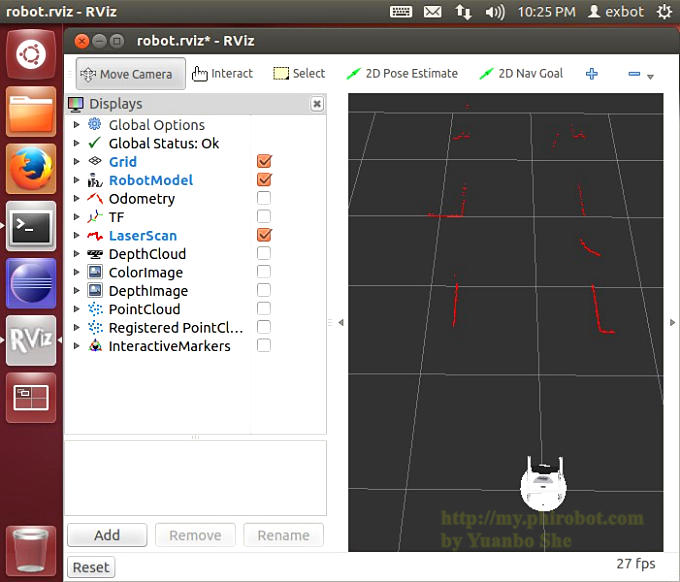 robot.rviz - RViz
10:25 PM
exbot
robot.rviz* - RViz
Move Camera
Interact
Select
2D Pose Estimate
2D Nav Goal
Displays
Global Options
Global Status: Ok
Grid
RobotModel
Odometry
TF
LaserScan
DepthCloud
ColorImage
DepthImage
PointCloud
Registered PointCl...
InteractiveMarkers
RViz
http://my.phirobot.com
by Yuanbo She
Add
Remove
Rename
Reset
27 fps